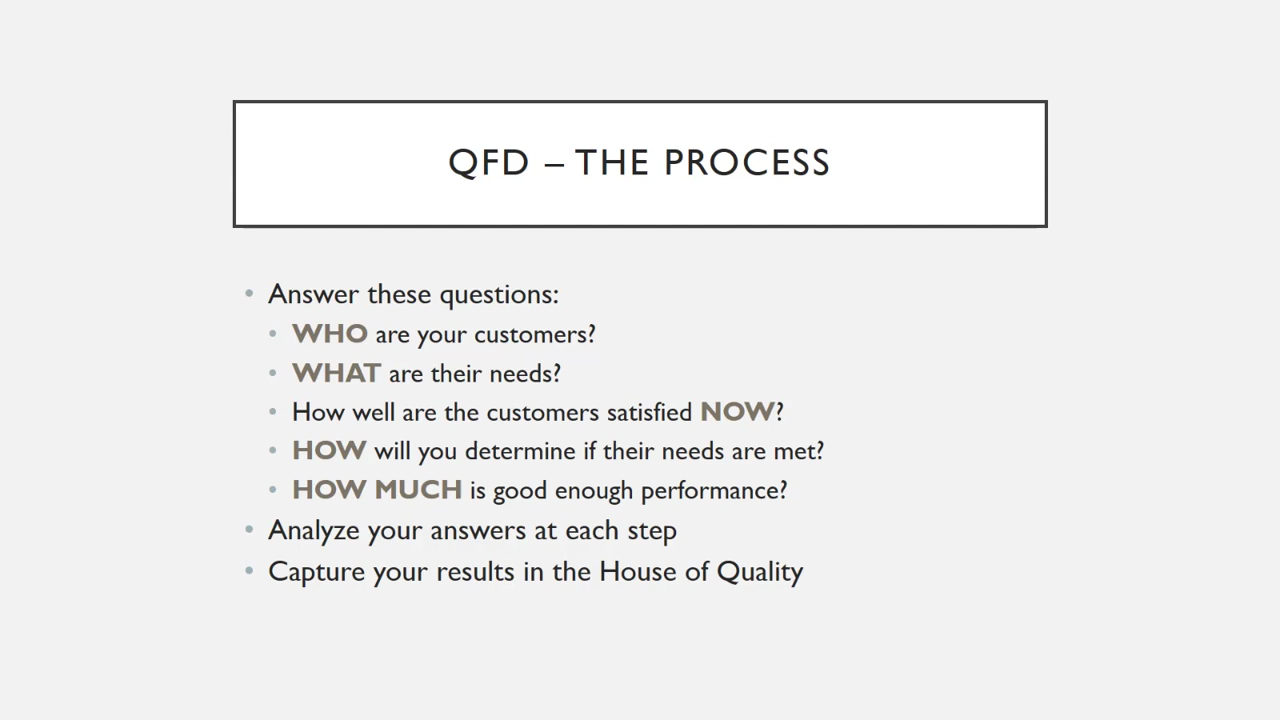 QFD – THE PROCESS
• Answer these questions:
• WHO are your customers?
• WHAT are their needs?
• How well are the customers satisfied NOW?
• HOW will you determine if their needs are met?
• HOW MUCH is good enough performance?
• Analyze your answers at each step
• Capture your results in the House of Quality